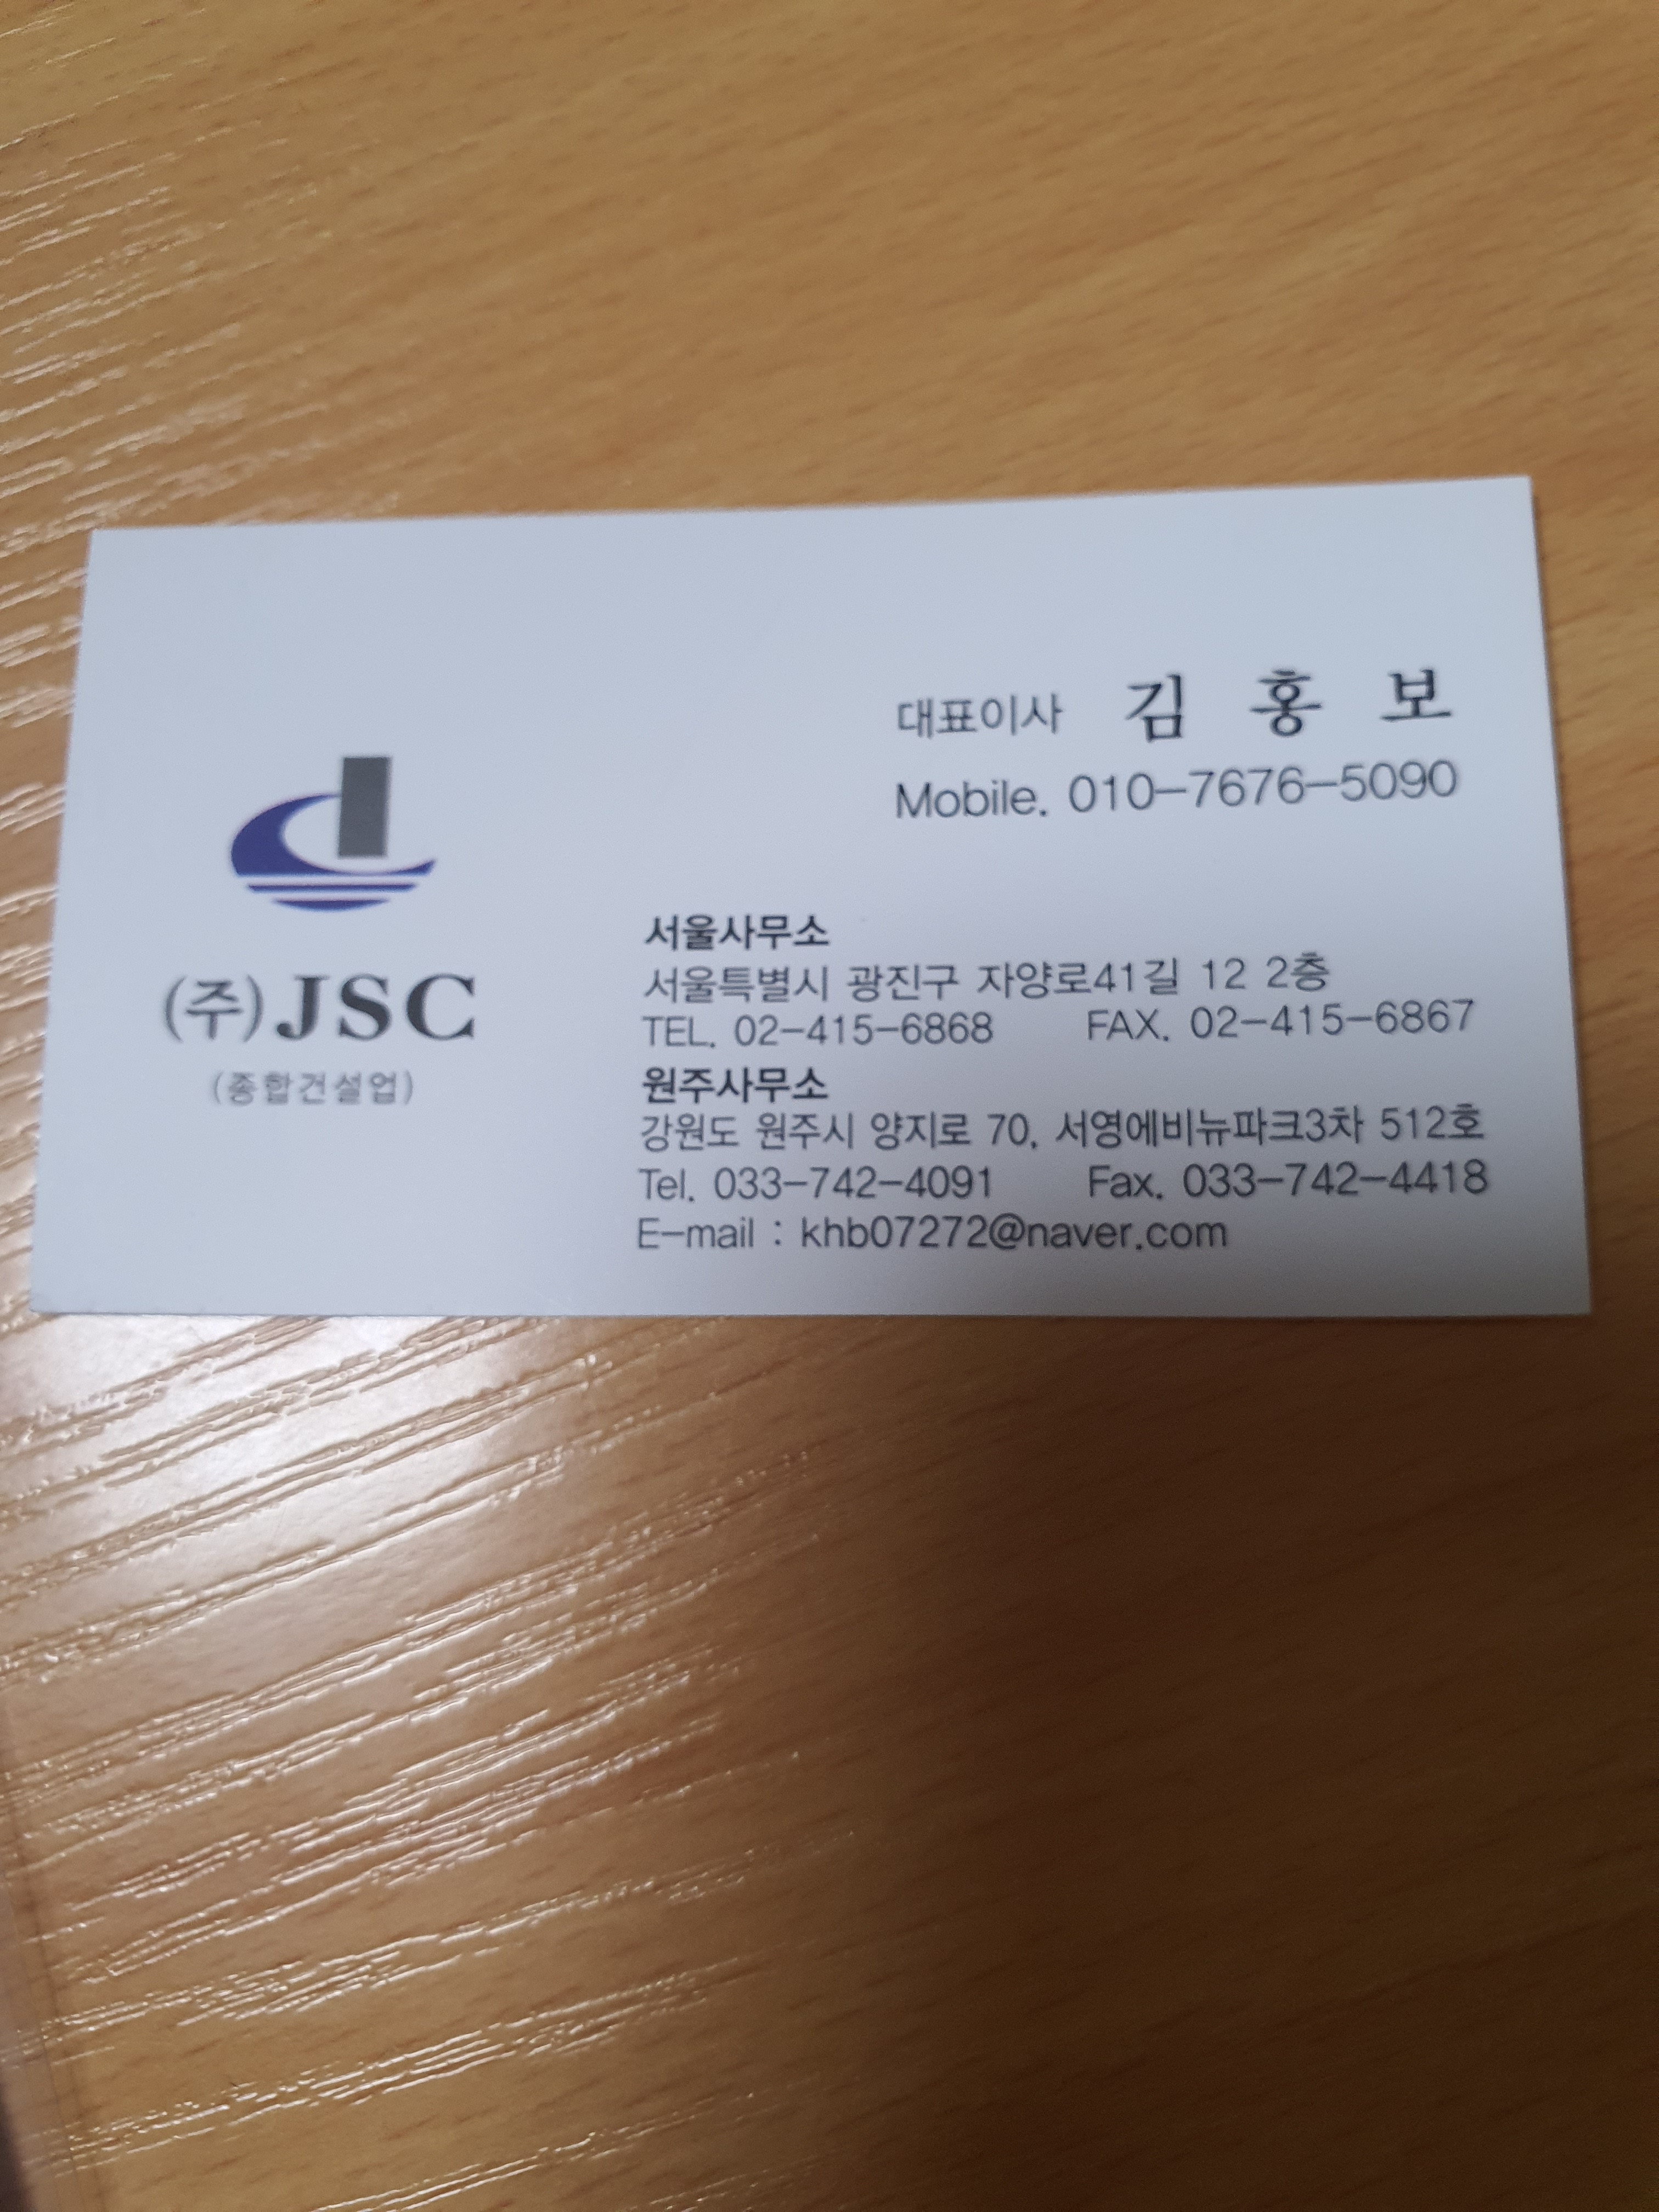 대표이사 김 홍 보
Mobile. 010-7676-5090
(주)JSC
(종합건설업)
서울사무소
서울특별시 광진구 자양로41길 12 2층
TEL. 02-415-6868 FAX. 02-415-6867
원주사무소
강원도 원주시 양지로 70, 서영에비뉴파크3차 512호
Tel. 033-742-4091 Fax. 033-742-4418
E-mail : khb07272@naver.com